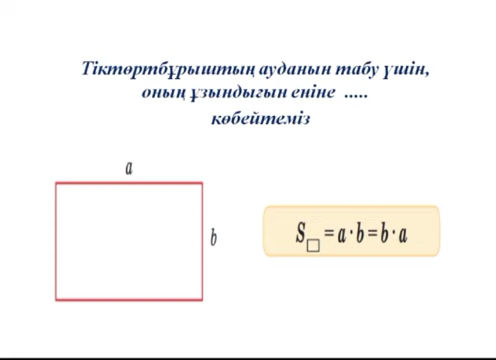 Тіктөртбұрыштың ауданын табу үшін,
оның ұзындығын еніне .....
көбейтеміз
a
b
S□ = a · b = b · a